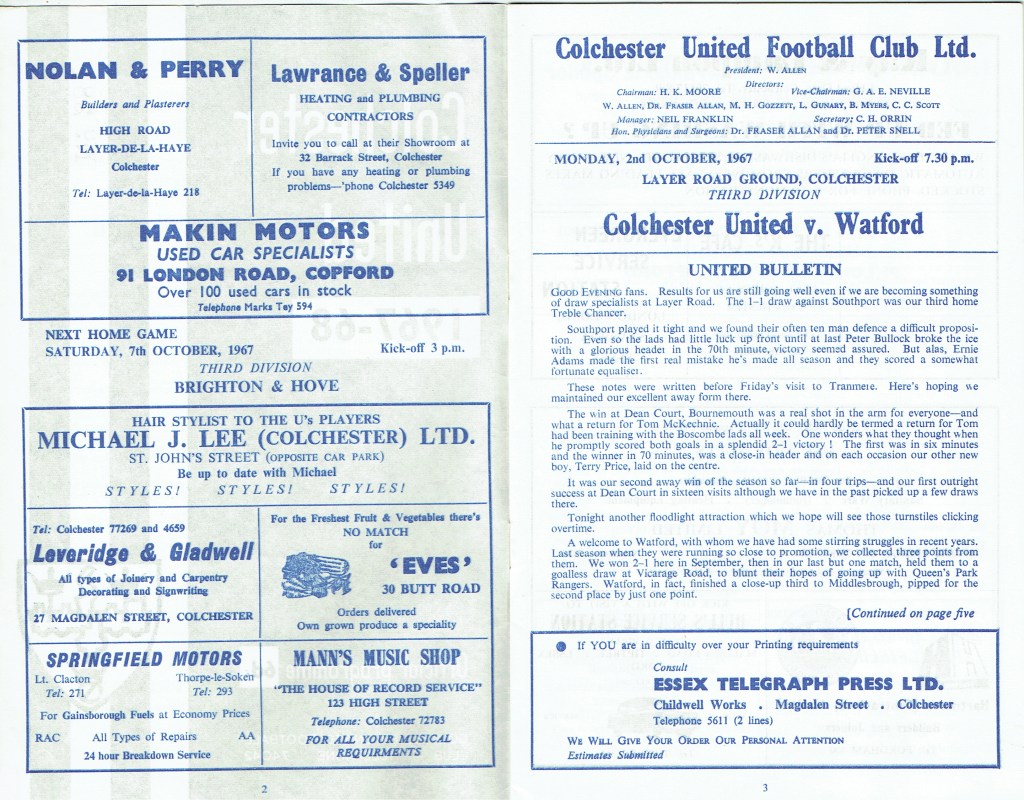 NOLAN & PERRY
Builders and Plasterers
HIGH ROAD
LAYER-DE-LA-HAYE
Colchester
Tel: Layer-de-la-Haye 218
Lawrance & Speller
HEATING and PLUMBING
CONTRACTORS
Invite you to call at their Showroom at
32 Barrack Street, Colchester
If you have any heating or plumbing
problems—'phone Colchester 5349
MAKIN MOTORS
USED CAR SPECIALISTS
91 LONDON ROAD, COPFORD
Over 100 used cars in stock
Telephone Marks Tey 594
NEXT HOME GAME
SATURDAY, 7th OCTOBER, 1967 Kick-off 3 p.m.
THIRD DIVISION
BRIGHTON & HOVE
HAIR STYLIST TO THE U's PLAYERS
MICHAEL J. LEE (COLCHESTER) LTD.
ST. JOHN'S STREET (OPPOSITE CAR PARK)
Be up to date with Michael
STYLES! STYLES! STYLES!
Tel: Colchester 77269 and 4659
Leveridge & Gladwell
All types of Joinery and Carpentry
Decorating and Signwriting
27 MAGDALEN STREET, COLCHESTER
For the Freshest Fruit & Vegetables there's
NO MATCH
for
'EVES'
30 BUTT ROAD
Orders delivered
Own grown produce a speciality
SPRINGFIELD MOTORS
Lt. Clacton Thorpe-le-Soken
Tel: 271 Tel: 293
For Gainsborough Fuels at Economy Prices
RAC All Types of Repairs AA
24 hour Breakdown Service
MANN'S MUSIC SHOP
"THE HOUSE OF RECORD SERVICE"
123 HIGH STREET
Telephone: Colchester 72783
FOR ALL YOUR MUSICAL
REQUIRMENTS
2
Colchester United Football Club Ltd.
President: W. ALLEN
Directors:
Chairman: H. K. MOORE Vice-Chairman: G. A. E. NEVILLE
W. ALLEN, DR. FRASER ALLAN, M. H. GOZZETT, L. GUNARY, B. MYERS, C. C. SCOTT
Manager: NEIL FRANKLIN Secretary: C. H. ORRIN
Hon. Physicians and Surgeons: Dr. FRASER ALLAN and Dr. PETER SNELL
MONDAY, 2nd OCTOBER, 1967 Kick-off 7.30 p.m.
LAYER ROAD GROUND, COLCHESTER
THIRD DIVISION
Colchester United v. Watford
UNITED BULLETIN
GOOD EVENING fans. Results for us are still going well even if we are becoming something
of draw specialists at Layer Road. The 1–1 draw against Southport was our third home
Treble Chancer.
Southport played it tight and we found their often ten man defence a difficult proposi-
tion. Even so the lads had little luck up front until at last Peter Bullock broke the ice
with a glorious header in the 70th minute, victory seemed assured. But alas, Ernie
Adams made the first real mistake he's made all season and they scored a somewhat
fortunate equaliser.
These notes were written before Friday's visit to Tranmere. Here's hoping we
maintained our excellent away form there.
The win at Dean Court, Bournemouth was a real shot in the arm for everyone—and
what a return for Tom McKechnie. Actually it could hardly be termed a return for Tom
had been training with the Boscombe lads all week. One wonders what they thought when
he promptly scored both goals in a splendid 2–1 victory ! The first was in six minutes
and the winner in 70 minutes, was a close-in header and on each occasion our other new
boy, Terry Price, laid on the centre.
It was our second away win of the season so far—in four trips—and our first outright
success at Dean Court in sixteen visits although we have in the past picked up a few draws
there.
Tonight another floodlight attraction which we hope will see those turnstiles clicking
overtime.
A welcome to Watford, with whom we have had some stirring struggles in recent years.
Last season when they were running so close to promotion, we collected three points from
them. We won 2–1 here in September, then in our last but one match, held them to a
goalless draw at Vicarage Road, to blunt their hopes of going up with Queen's Park
Rangers. Watford, in fact, finished a close-up third to Middlesbrough, pipped for the
second place by just one point.
[Continued on page five
If YOU are in difficulty over your Printing requirements
Consult
ESSEX TELEGRAPH PRESS LTD.
Childwell Works . Magdalen Street . Colchester
Telephone 5611 (2 lines)
WE WILL GIVE YOUR ORDER OUR PERSONAL ATTENTION
Estimates Submitted
3